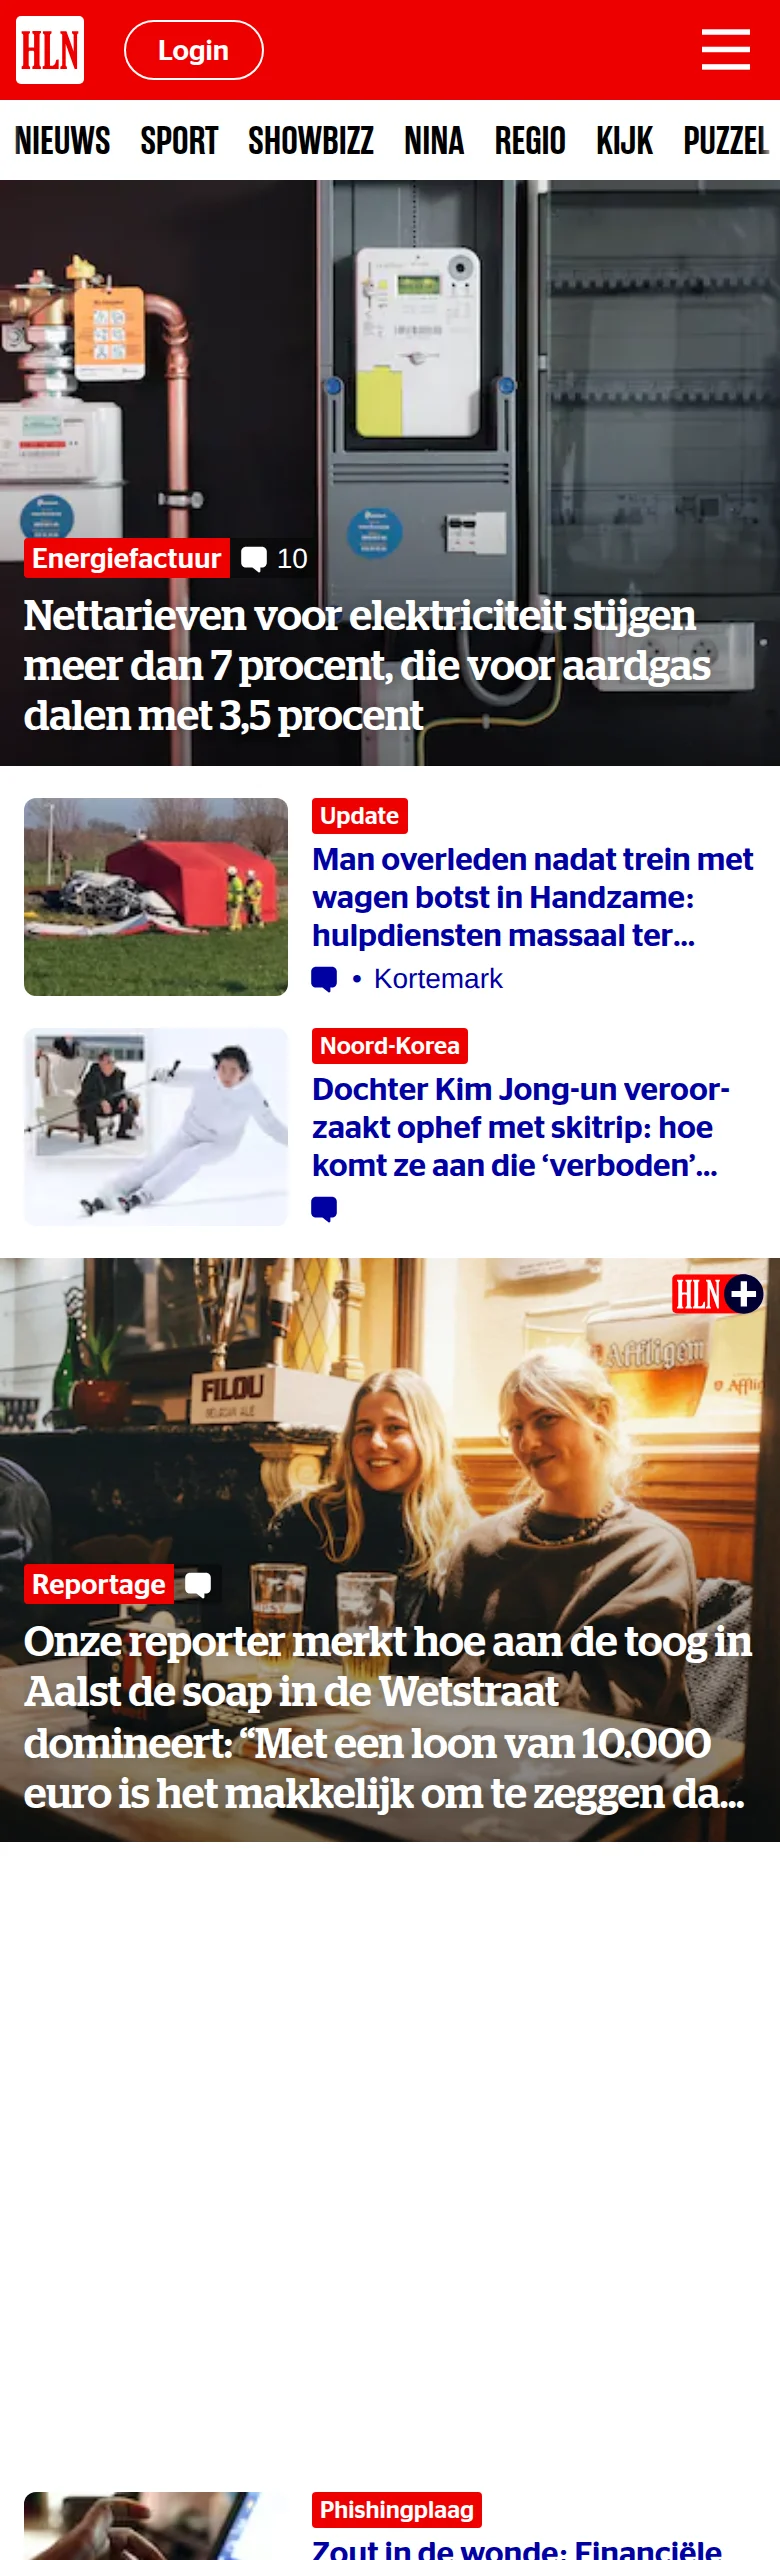 HLN
Login
NIEUWS SPORT SHOWBIZZ NINA REGIO KIJK PUZZEL
Energiefactuur 10
Nettarieven voor elektriciteit stijgen
meer dan 7 procent, die voor aardgas
dalen met 3,5 procent
Update
Man overleden nadat trein met
wagen botst in Handzame:
hulpdiensten massaal ter...
• Kortemark
Noord-Korea
Dochter Kim Jong-un veroor-
zaakt ophef met skitrip: hoe
komt ze aan die ‘verboden’...
HLN+
Affligem
FILOU
BELGIAN ALE
Reportage
Onze reporter merkt hoe aan de toog in
Aalst de soap in de Wetstraat
domineert: “Met een loon van 10.000
euro is het makkelijk om te zeggen da...
Phishingplaag
Zout in de wonde: Financiële